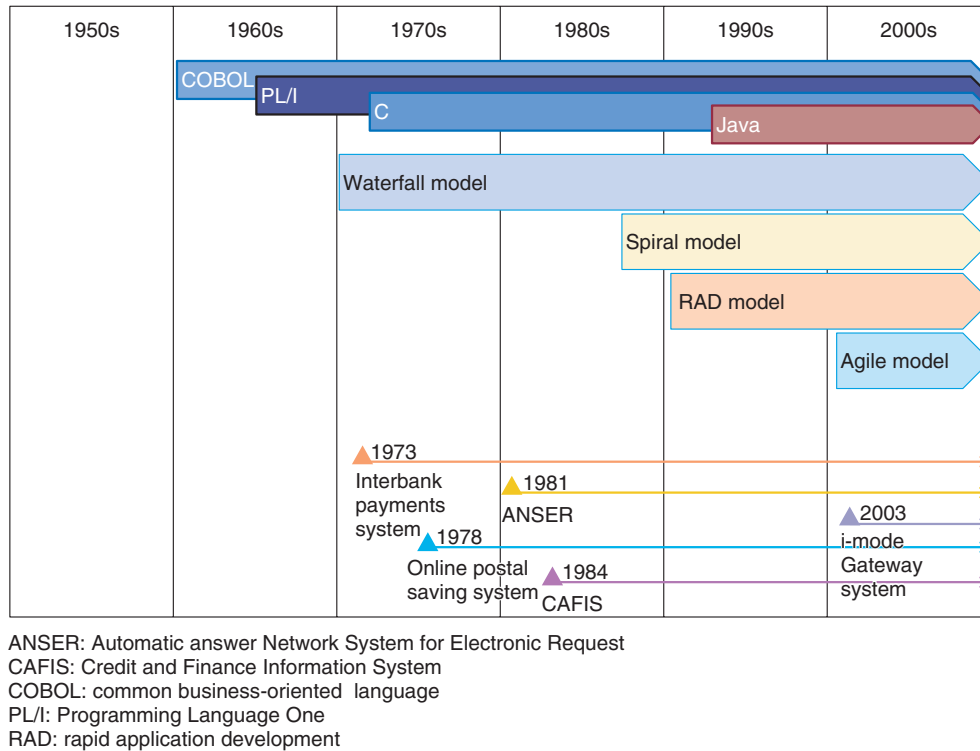 1950s 1960s 1970s 1980s 1990s 2000s
COBOL
PL/I
C
Java
Waterfall model
Spiral model
RAD model
Agile model
1973
Interbank
payments
system
1981
ANSER
2003
i-mode
Gateway
system
1978
Online postal
saving system
1984
CAFIS
ANSER: Automatic answer Network System for Electronic Request
CAFIS: Credit and Finance Information System
COBOL: common business-oriented language
PL/I: Programming Language One
RAD: rapid application development